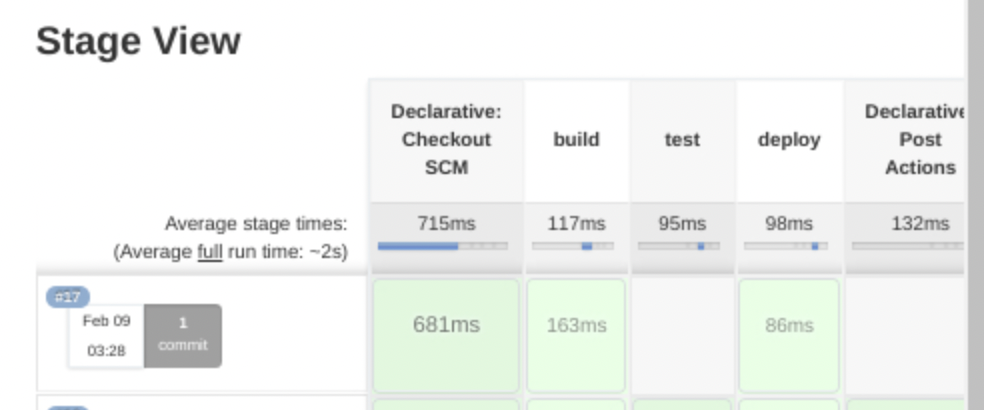 Stage View
Declarative:
Checkout
SCM
build
test
deploy
Declarative
Post
Actions
Average stage times:
(Average full run time: ~2s)
715ms
117ms
95ms
98ms
132ms
#17
Feb 09
03:28
1
commit
681ms
163ms
86ms